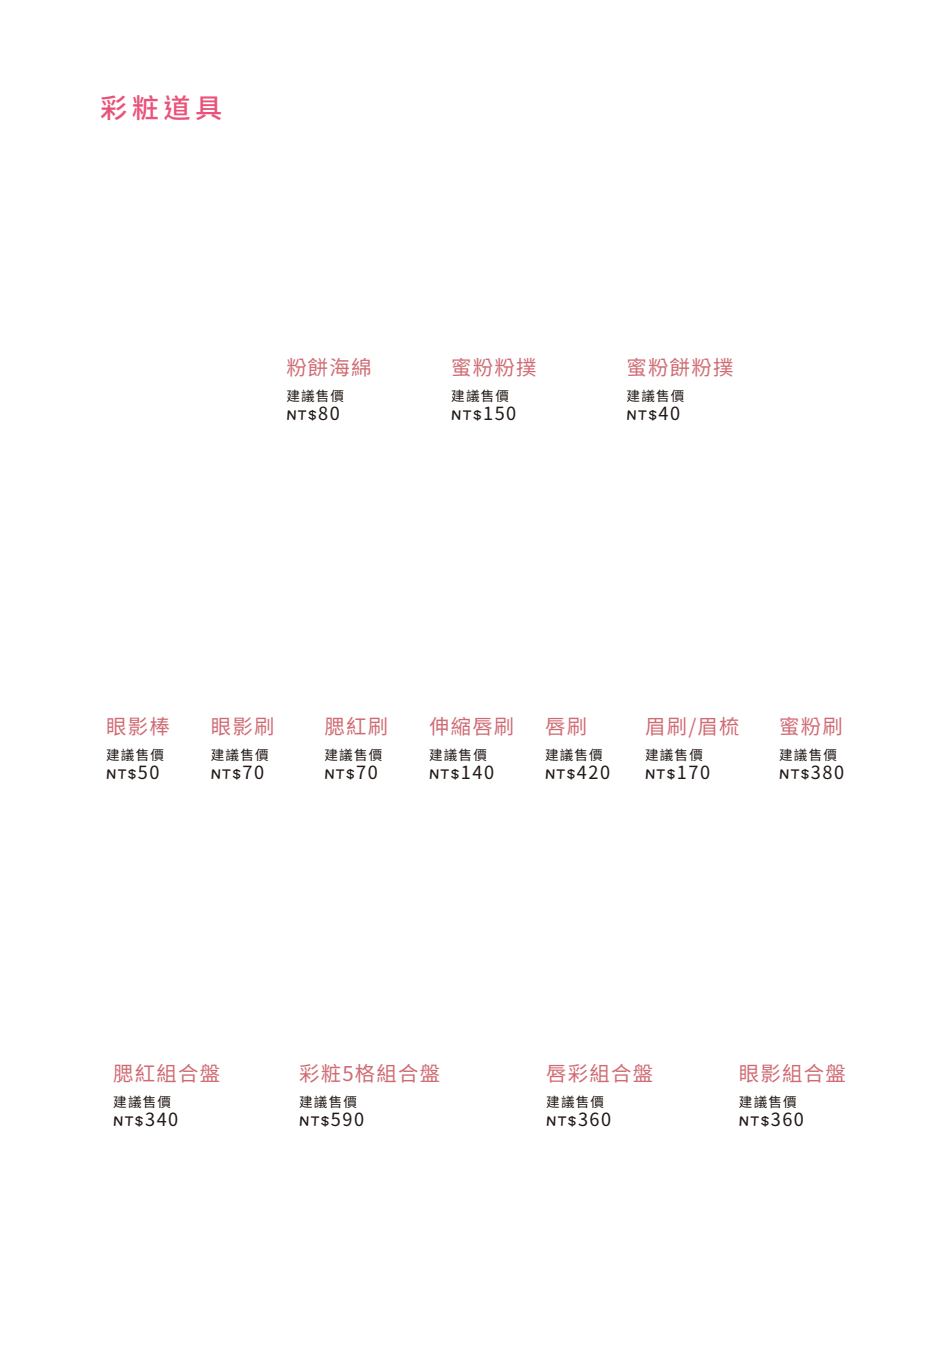 彩粧道具
粉餅海綿
建議售價
NT$80
蜜粉粉撲
建議售價
NT$150
蜜粉餅粉撲
建議售價
NT$40
眼影棒
建議售價
NT$50
眼影刷
建議售價
NT$70
腮紅刷
建議售價
NT$70
伸縮唇刷
建議售價
NT$140
唇刷
建議售價
NT$420
眉刷/眉梳
建議售價
NT$170
蜜粉刷
建議售價
NT$380
腮紅組合盤
建議售價
NT$340
彩粧5格組合盤
建議售價
NT$590
唇彩組合盤
建議售價
NT$360
眼影組合盤
建議售價
NT$360